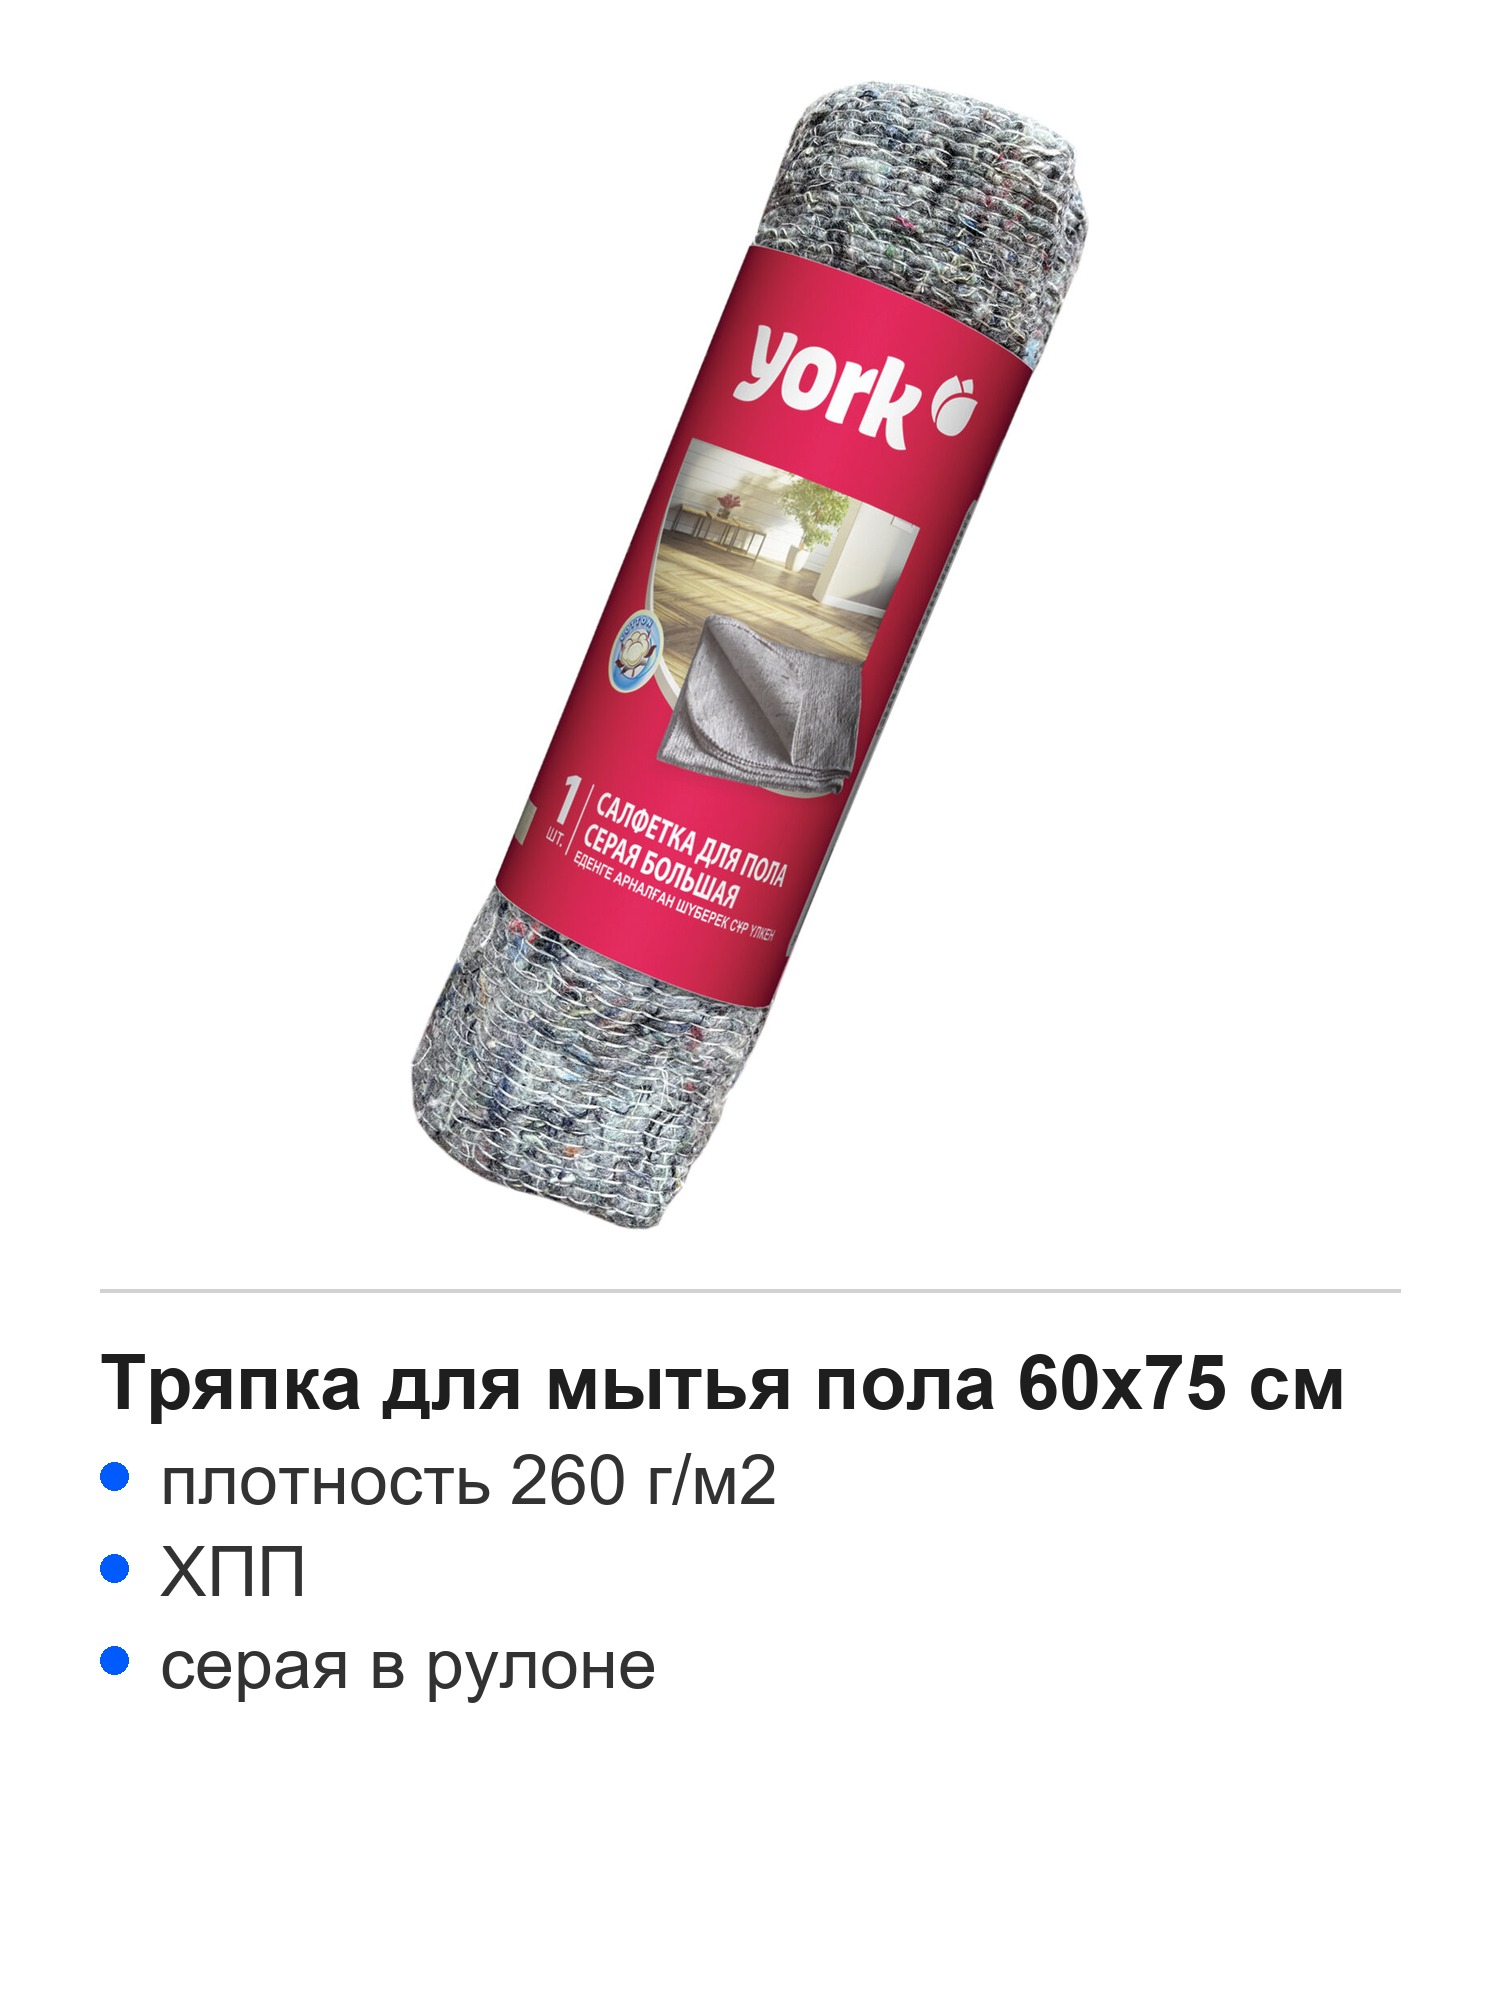 york
COTTON
1
шт.
САЛФЕТКА ДЛЯ ПОЛА
СЕРАЯ БОЛЬШАЯ
ЕДЕНГЕ АРНАЛҒАН ШҮБЕРЕК СҰР ҮЛКЕН
Тряпка для мытья пола 60х75 см
плотность 260 г/м2
ХПП
серая в рулоне